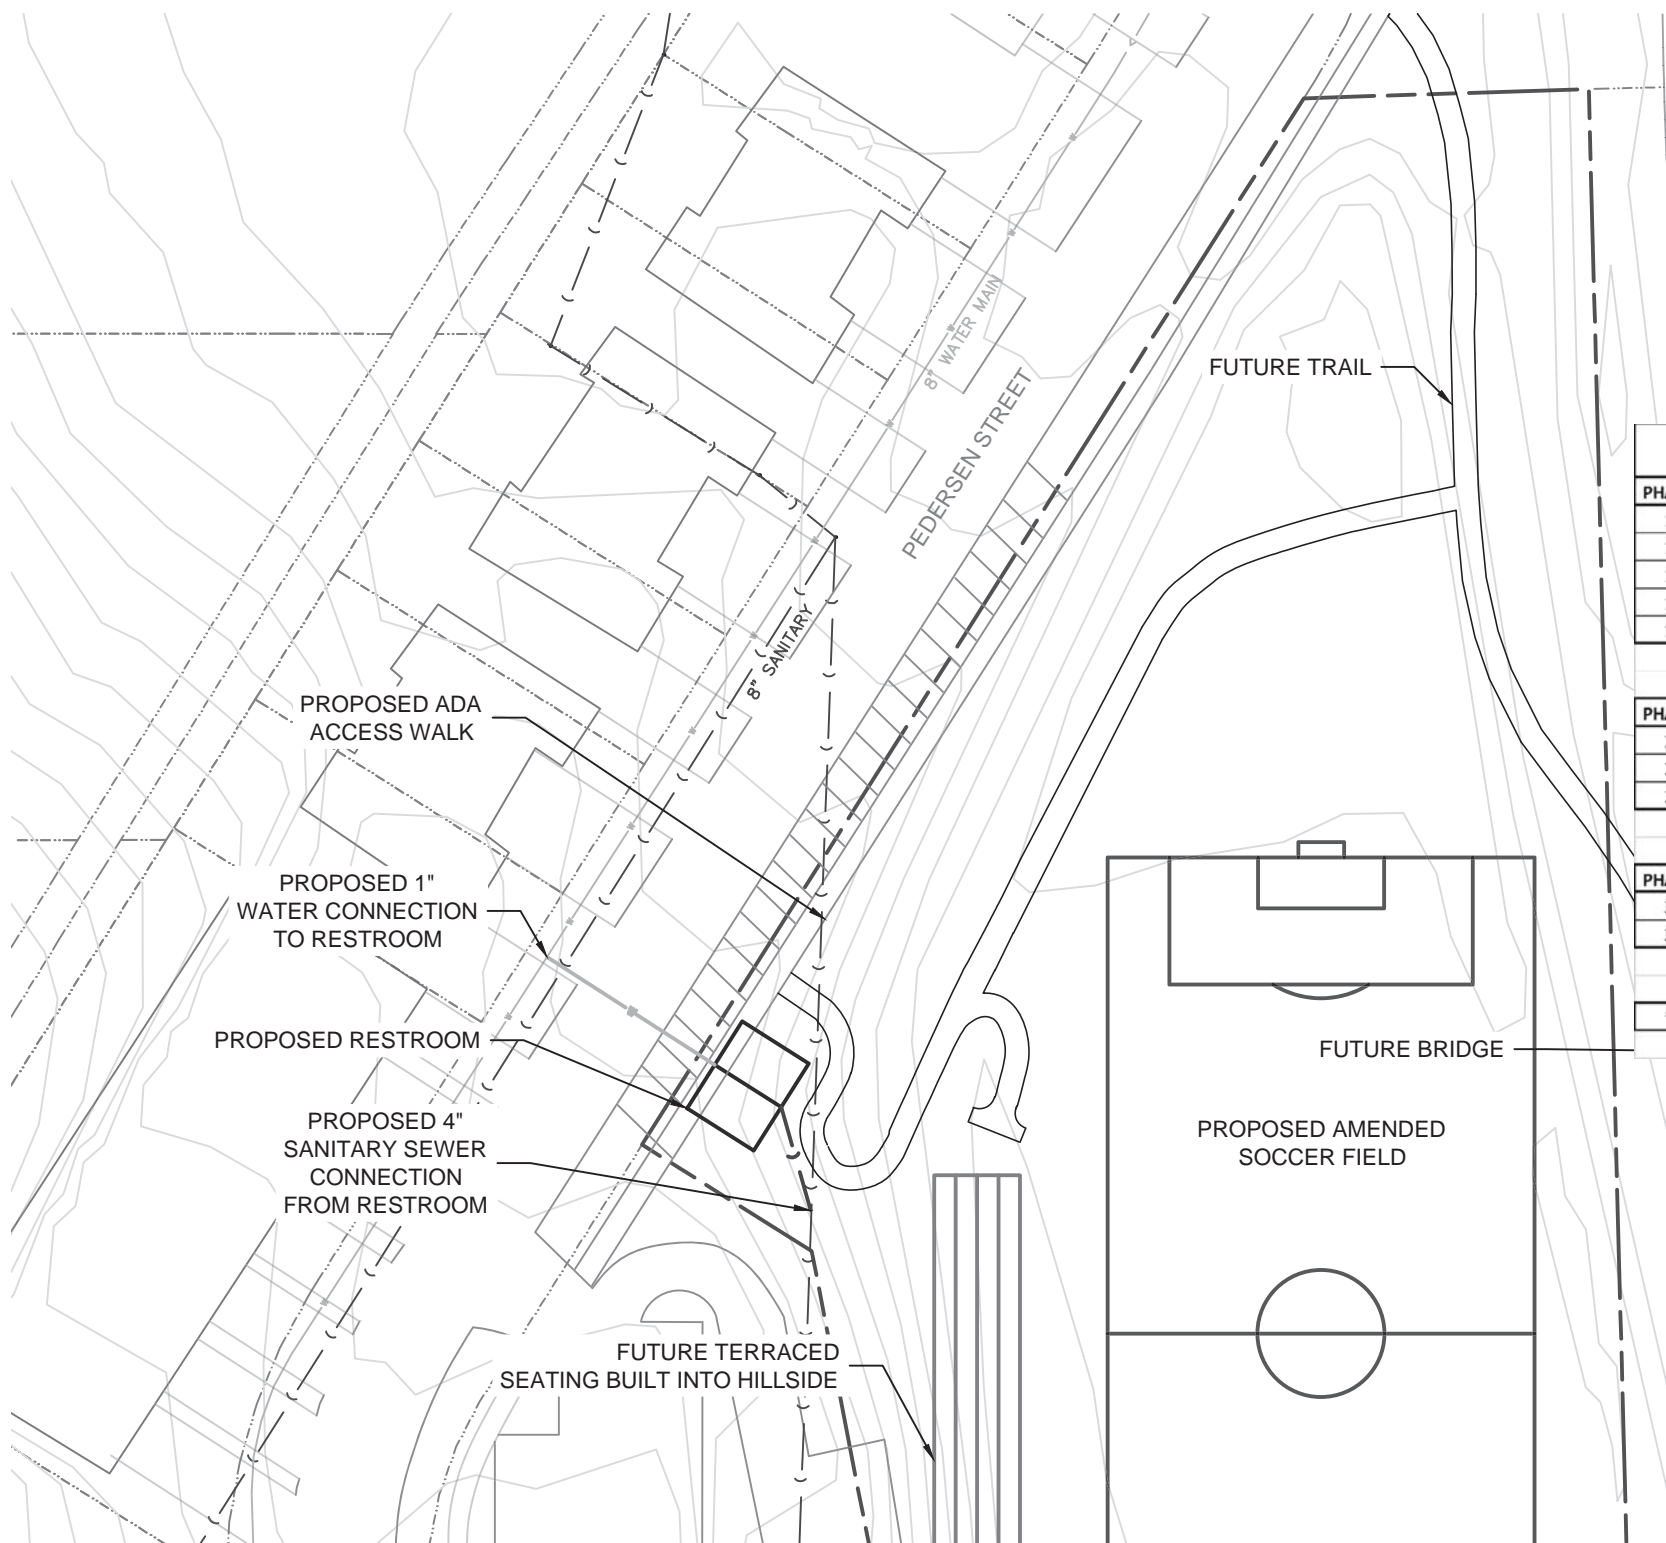 8" WATER MAIN
PEDERSEN STREET
FUTURE TRAIL
8" SANITARY
PROPOSED ADA
ACCESS WALK
PROPOSED 1"
WATER CONNECTION
TO RESTROOM
PROPOSED RESTROOM
PROPOSED 4"
SANITARY SEWER
CONNECTION
FROM RESTROOM
FUTURE BRIDGE
PROPOSED AMENDED
SOCCER FIELD
FUTURE TERRACED
SEATING BUILT INTO HILLSIDE